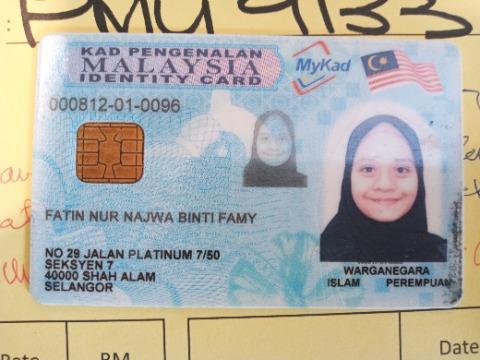 PMU 9133
KAD PENGENALAN
MALAYSIA
IDENTITY CARD
MyKad
000812-01-0096
FATIN NUR NAJWA BINTI FAMY
NO 29 JALAN PLATINUM 7/50
SEKSYEN 7
40000 SHAH ALAM
SELANGOR
WARGANEGARA
ISLAM PEREMPUAN
Rate
RM
Date